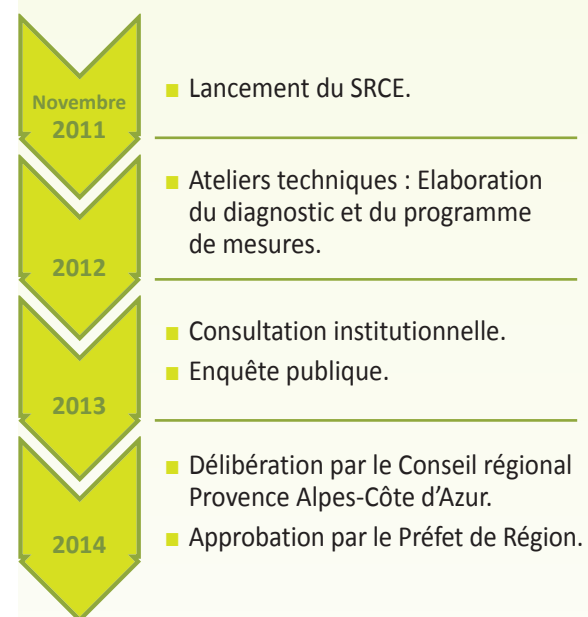 Novembre
2011
■ Lancement du SRCE.
2012
■ Ateliers techniques : Elaboration
du diagnostic et du programme
de mesures.
2013
■ Consultation institutionnelle.
■ Enquête publique.
2014
■ Délibération par le Conseil régional
Provence Alpes-Côte d’Azur.
■ Approbation par le Préfet de Région.